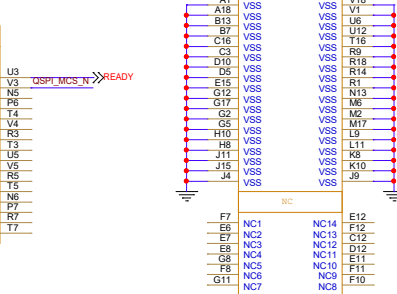 VSS VSS
A18 VSS VSS V1
B13 VSS VSS U6
B7 VSS VSS U12
C16 VSS VSS T16
C3 VSS VSS R9
D10 VSS VSS R18
U3 D5 VSS VSS R14
V3 QSPI_MCS_N READY E15 VSS VSS R1
N5 G12 VSS VSS N13
P6 G17 VSS VSS M6
T4 G2 VSS VSS M2
V4 G5 VSS VSS M17
R3 H10 VSS VSS L9
T3 H8 VSS VSS L11
U5 J11 VSS VSS K8
V5 J15 VSS VSS K10
R5 J4 VSS VSS J9
T5
N6 NC
P7
R7 F7 NC1 NC14 E12
T7 E6 NC2 NC13 F12
E7 NC3 NC12 C12
E8 NC4 NC11 D12
G8 NC5 NC10 E11
F8 NC6 NC9 F11
G11 NC7 NC8 F10